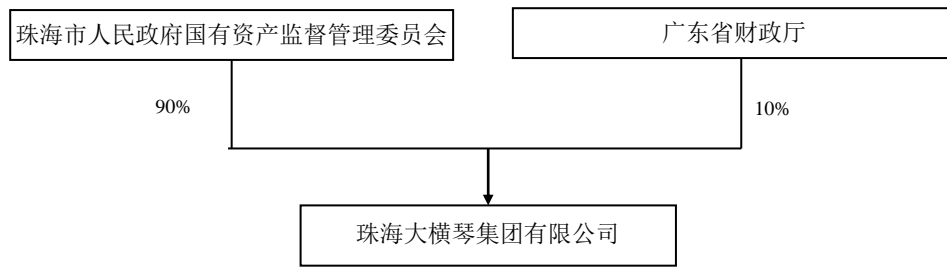 珠海市人民政府国有资产监督管理委员会
广东省财政厅
90%
10%
珠海大横琴集团有限公司